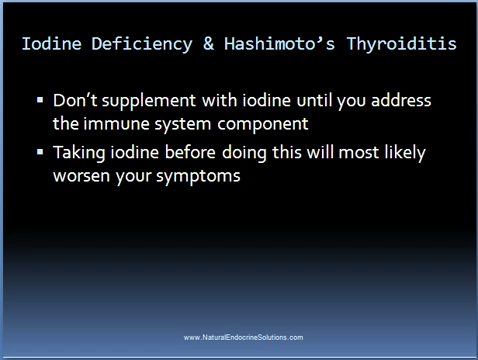 Iodine Deficiency & Hashimoto's Thyroiditis
▪ Don't supplement with iodine until you address
the immune system component
▪ Taking iodine before doing this will most likely
worsen your symptoms
www.NaturalEndocrineSolutions.com